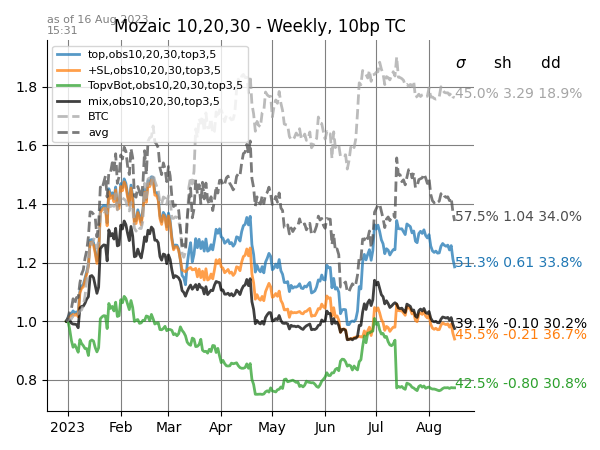 as of 16 Aug 2023
15:31
Mozaic 10,20,30 - Weekly, 10bp TC
top,obs10,20,30,top3,5
+SL,obs10,20,30,top3,5
TopvBot,obs10,20,30,top3,5
mix,obs10,20,30,top3,5
BTC
avg
σ sh dd
45.0% 3.29 18.9%
57.5% 1.04 34.0%
51.3% 0.61 33.8%
39.1% -0.10 30.2%
45.5% -0.21 36.7%
42.5% -0.80 30.8%
1.8
1.6
1.4
1.2
1.0
0.8
2023 Feb Mar Apr May Jun Jul Aug